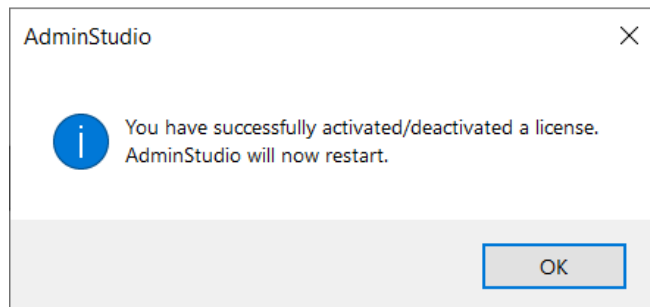 AdminStudio
You have successfully activated/deactivated a license.
AdminStudio will now restart.
OK